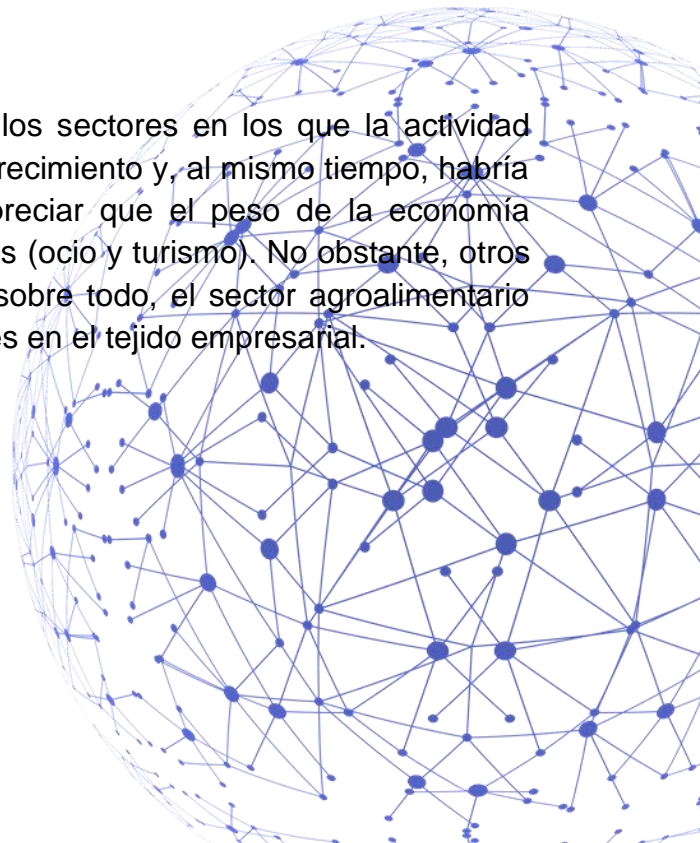 los sectores en los que la actividad
recimiento y, al mismo tiempo, habría
preciar que el peso de la economía
s (ocio y turismo). No obstante, otros
sobre todo, el sector agroalimentario
es en el tejido empresarial.